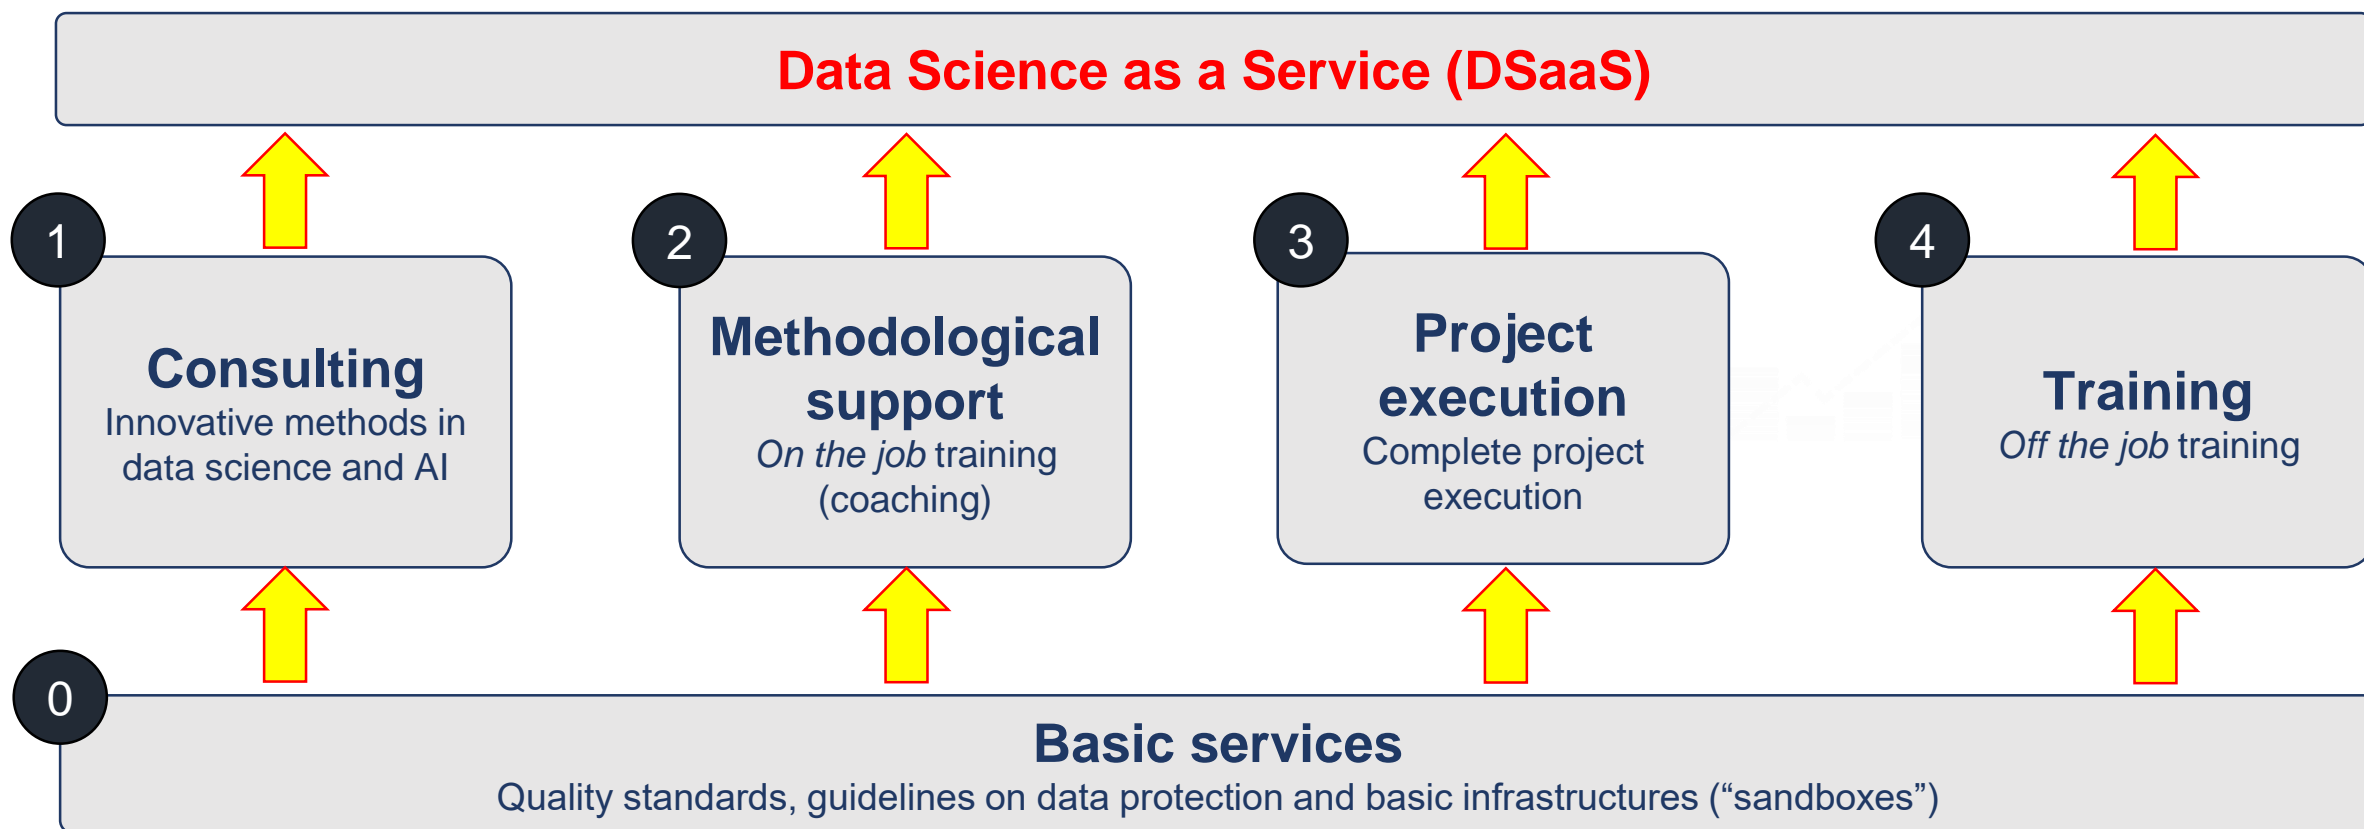 Data Science as a Service (DSaaS)
1
Consulting
Innovative methods in
data science and AI
2
Methodological
support
On the job training
(coaching)
3
Project
execution
Complete project
execution
4
Training
Off the job training
0
Basic services
Quality standards, guidelines on data protection and basic infrastructures (“sandboxes”)